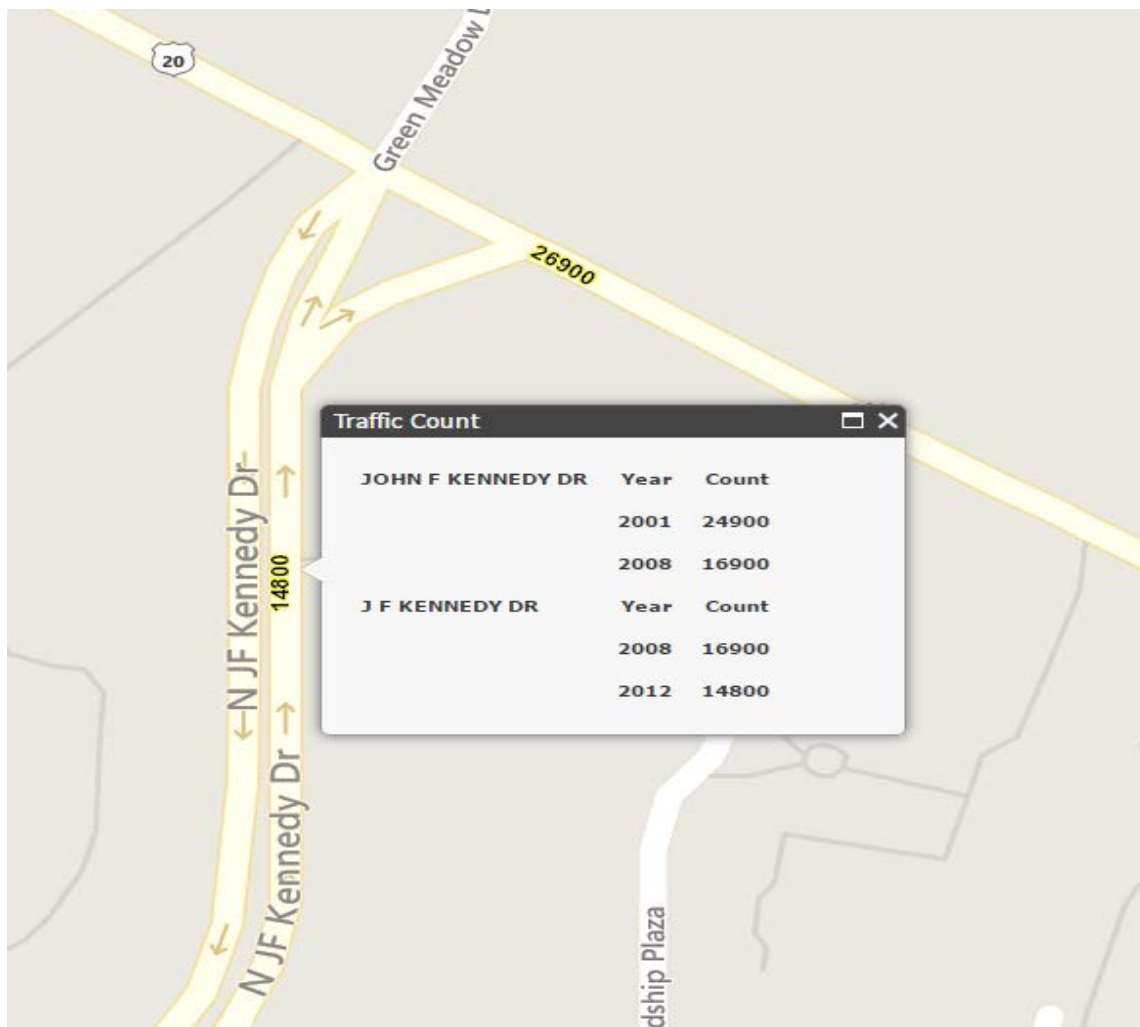 20
Green Meadow
26900
Traffic Count
JOHN F KENNEDY DR Year Count
2001 24900
2008 16900
J F KENNEDY DR Year Count
2008 16900
2012 14800
14800
N JF Kennedy Dr
N JF Kennedy Dr
dship Plaza